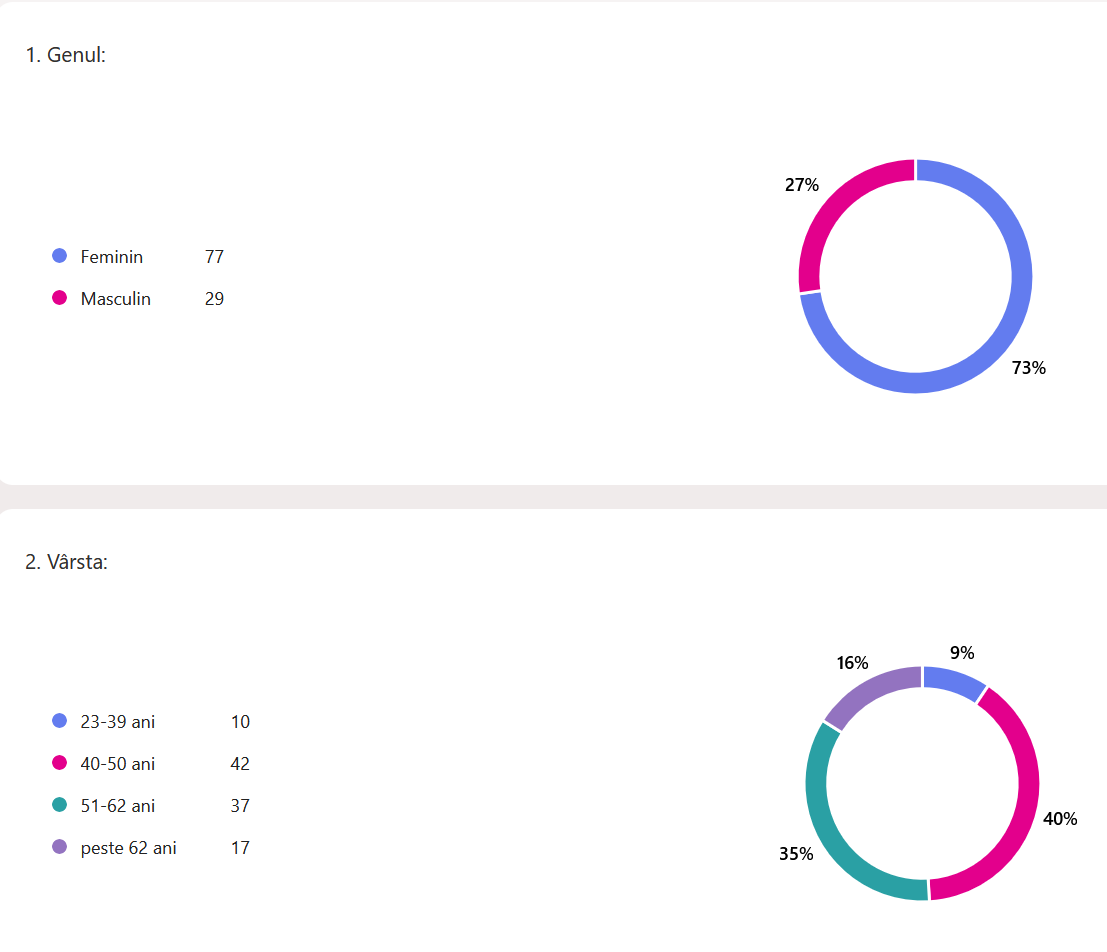 1. Genul:
27%
Feminin 77
Masculin 29
73%
2. Vârsta:
9%
16%
23-39 ani 10
40-50 ani 42
51-62 ani 37
40%
peste 62 ani 17
35%